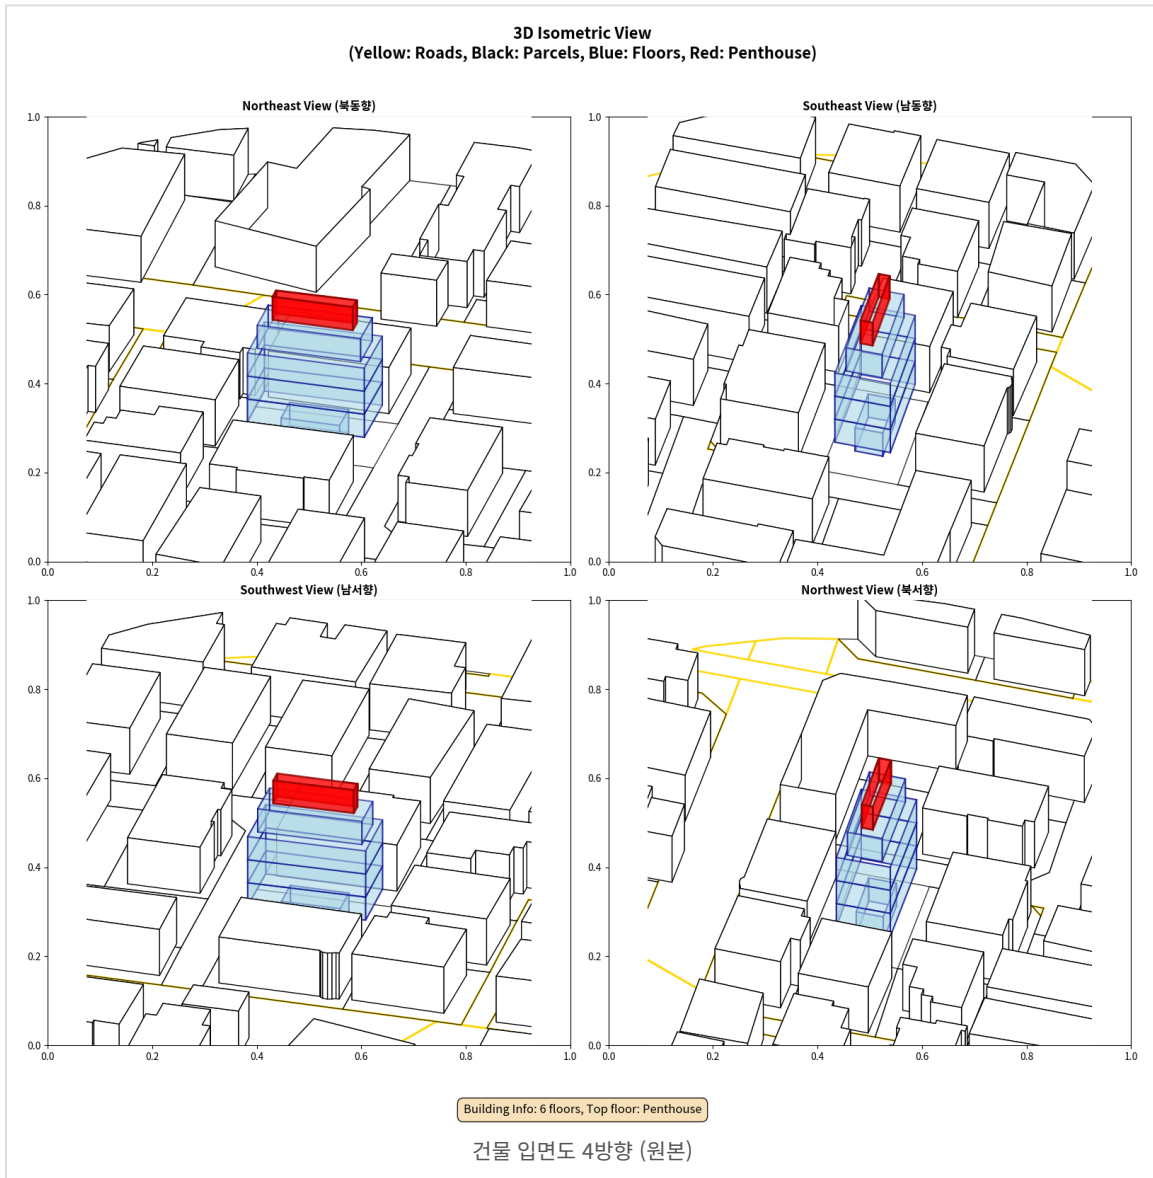 3D Isometric View
(Yellow: Roads, Black: Parcels, Blue: Floors, Red: Penthouse)
Northeast View (북동향)
1.0
0.8
0.6
0.4
0.2
0.0
0.0 0.2 0.4 0.6 0.8 1.0
Southeast View (남동향)
1.0
0.8
0.6
0.4
0.2
0.0
0.0 0.2 0.4 0.6 0.8 1.0
Southwest View (남서향)
1.0
0.8
0.6
0.4
0.2
0.0
0.0 0.2 0.4 0.6 0.8 1.0
Northwest View (북서향)
1.0
0.8
0.6
0.4
0.2
0.0
0.0 0.2 0.4 0.6 0.8 1.0
Building Info: 6 floors, Top floor: Penthouse
건물 입면도 4방향 (원본)